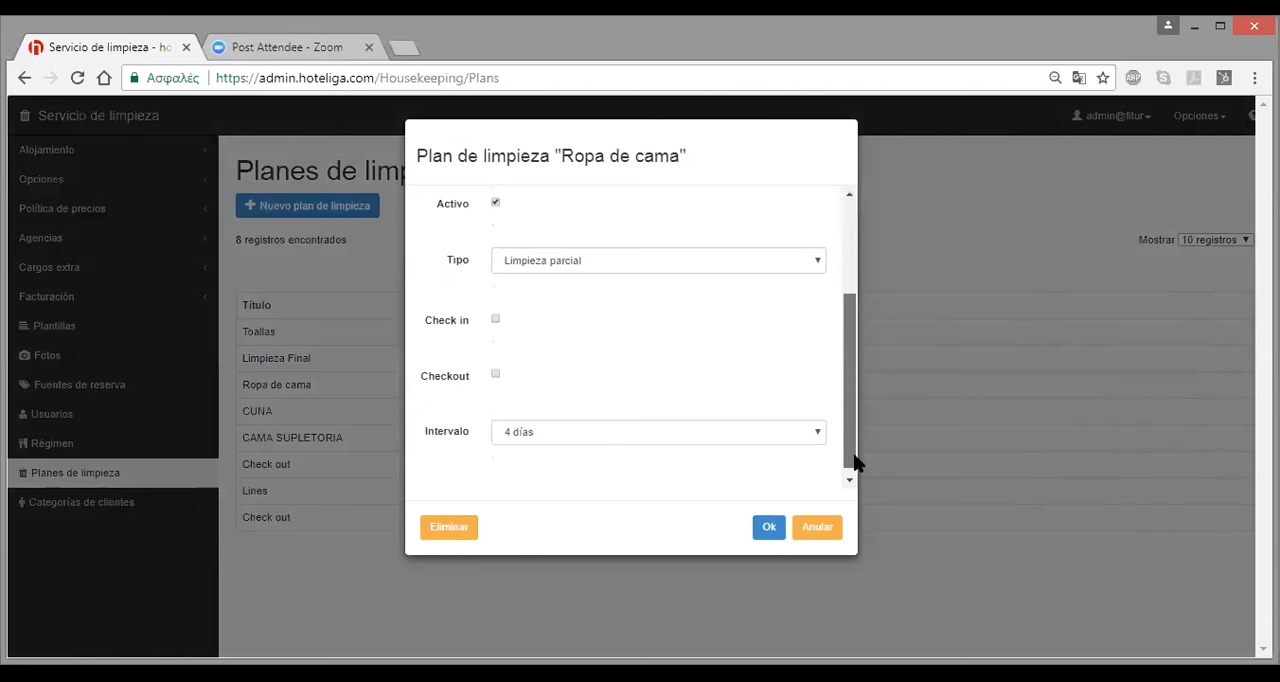 Servicio de limpieza - ho
Post Attendee - Zoom
Ασφαλές
https://admin.hoteliga.com/Housekeeping/Plans
ABP
Servicio de limpieza
admin@fitur
Opciones
Alojamiento
Opciones
Política de precios
Agencias
Cargos extra
Facturación
Plantillas
Fotos
Fuentes de reserva
Usuarios
Régimen
Planes de limpieza
Categorías de clientes
Planes de limp
+ Nuevo plan de limpieza
8 registros encontrados
Mostrar 10 registros
Título
Toallas
Limpieza Final
Ropa de cama
CUNA
CAMA SUPLETORIA
Check out
Lines
Check out
Plan de limpieza "Ropa de cama"
Activo
Tipo Limpieza parcial
Check in
Checkout
Intervalo 4 días
Eliminar
Ok
Anular